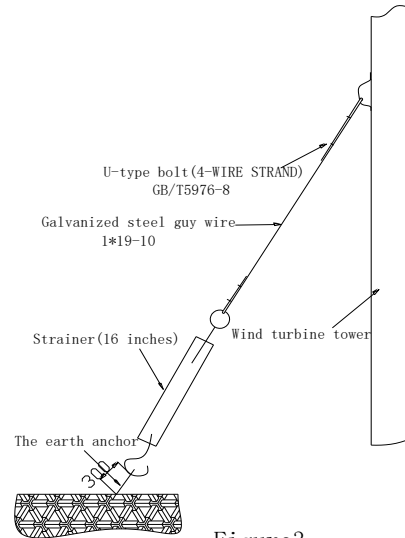 U-type bolt(4-WIRE STRAND)
GB/T5976-8
Galvanized steel guy wire
1*19-10
Strainer(16 inches)
Wind turbine tower
The earth anchor
300